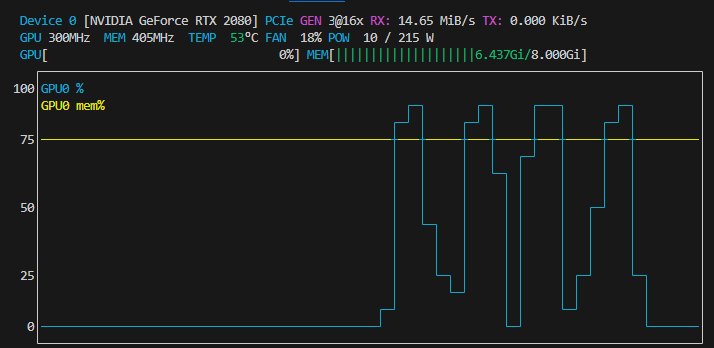 Device 0 [NVIDIA GeForce RTX 2080] PCIe GEN 3@16x RX: 14.65 MiB/s TX: 0.000 KiB/s
GPU 300MHz MEM 405MHz TEMP 53°C FAN 18% POW 10 / 215 W
GPU[ 0%] MEM[||||||||||||||||||||6.437Gi/8.000Gi]
100
GPU0 %
GPU0 mem%
75
50
25
0